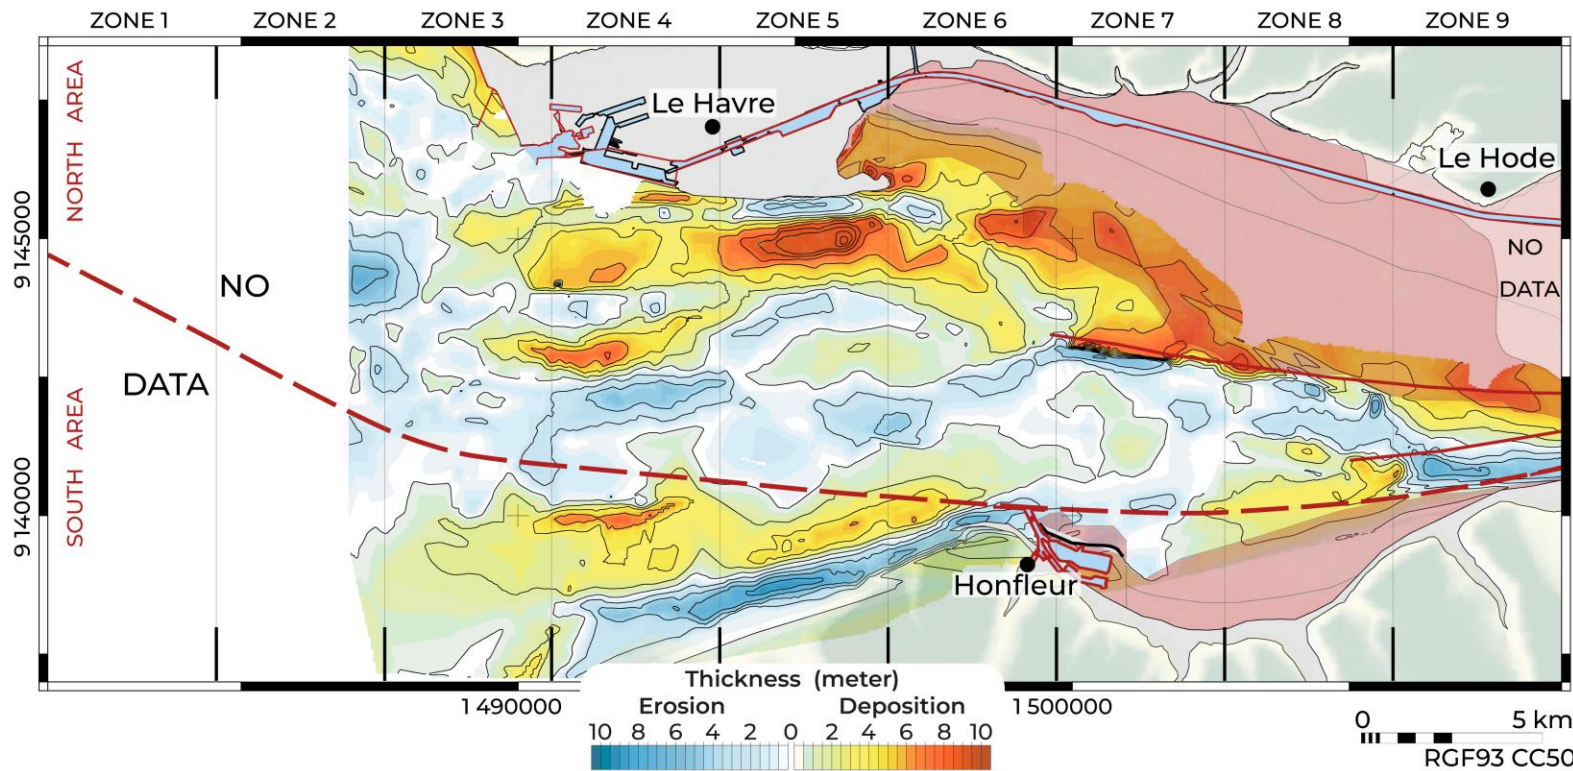 ZONE 1 ZONE 2 ZONE 3 ZONE 4 ZONE 5 ZONE 6 ZONE 7 ZONE 8 ZONE 9
NORTH AREA
SOUTH AREA
9 145000
9 140000
NO
DATA
Le Havre
Le Hode
NO
DATA
Honfleur
Thickness (meter)
Erosion Deposition
10 8 6 4 2 0 2 4 6 8 10
1 490000
1 500000
0 5 km
RGF93 CC50